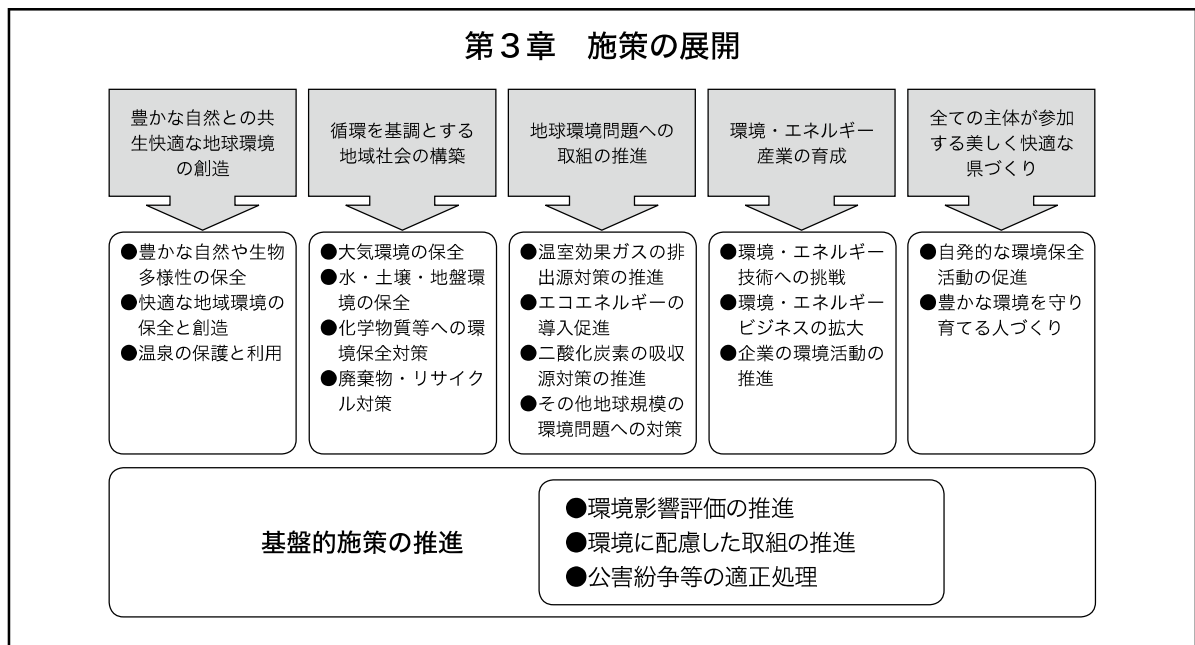 第３章　施策の展開
豊かな自然との共
生快適な地球環境
の創造
循環を基調とする
地域社会の構築
地球環境問題への
取組の推進
環境・エネルギー
産業の育成
全ての主体が参加
する美しく快適な
県づくり
●豊かな自然や生物
多様性の保全
●快適な地域環境の
保全と創造
●温泉の保護と利用
●大気環境の保全
●水・土壌・地盤環
境の保全
●化学物質等への環
境保全対策
●廃棄物・リサイク
ル対策
●温室効果ガスの排
出源対策の推進
●エコエネルギーの
導入促進
●二酸化炭素の吸収
源対策の推進
●その他地球規模の
環境問題への対策
●環境・エネルギー
技術への挑戦
●環境・エネルギー
ビジネスの拡大
●企業の環境活動の
推進
●自発的な環境保全
活動の促進
●豊かな環境を守り
育てる人づくり
基盤的施策の推進
●環境影響評価の推進
●環境に配慮した取組の推進
●公害紛争等の適正処理